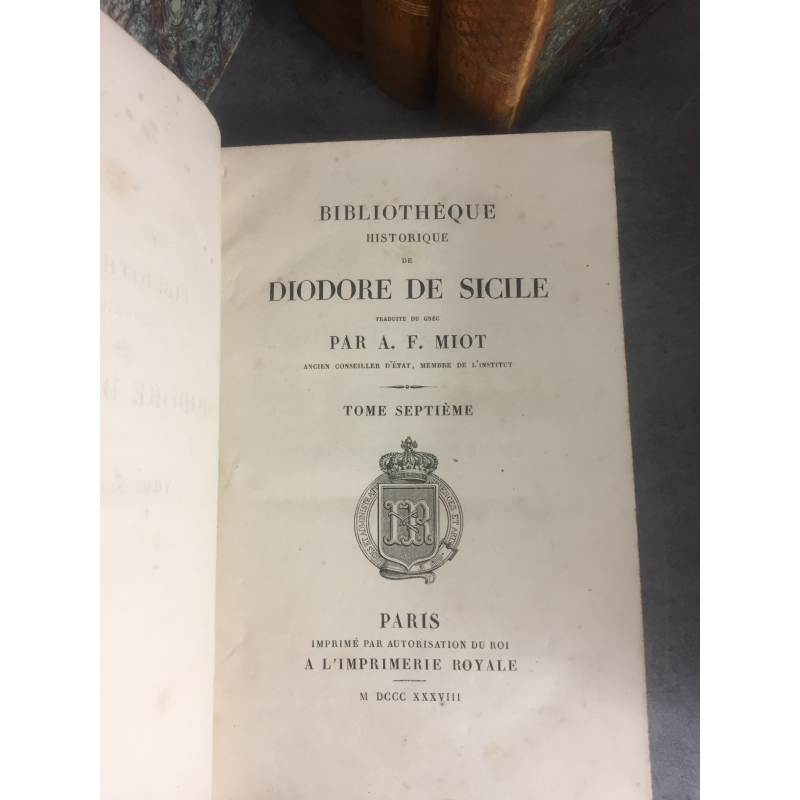 BIBLIOTHÈQUE
HISTORIQUE
DE
DIODORE DE SICILE
TRADUITE DU GREC
PAR A. F. MIOT
ANCIEN CONSEILLER D'ÉTAT, MEMBRE DE L'INSTITUT
TOME SEPTIÈME
IR
PARIS
IMPRIMÉ PAR AUTORISATION DU ROI
A L'IMPRIMERIE ROYALE
M DCCC XXXVIII